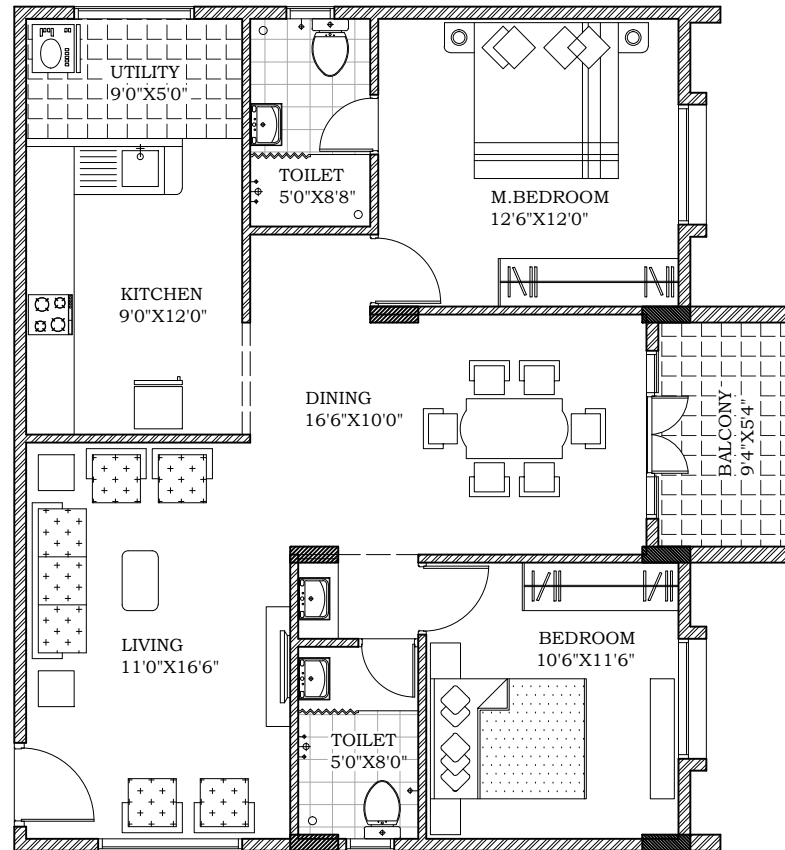 UTILITY
9'0"X5'0"
TOILET
5'0"X8'8"
M.BEDROOM
12'6"X12'0"
KITCHEN
9'0"X12'0"
DINING
16'6"X10'0"
BALCONY
9'4"X5'4"
LIVING
11'0"X16'6"
BEDROOM
10'6"X11'6"
TOILET
5'0"X8'0"